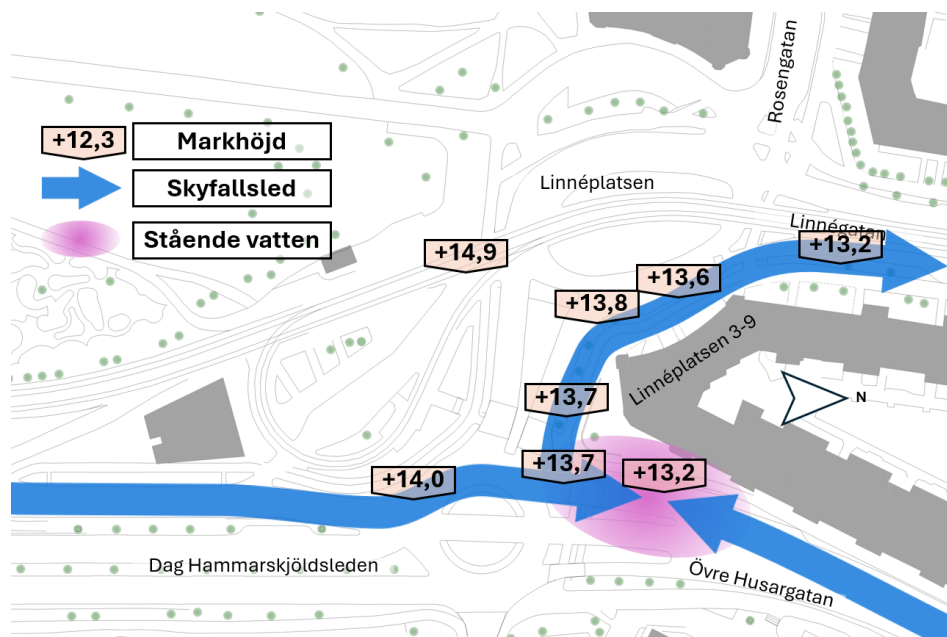 Rosengatan
+12,3
Markhöjd
Skyfallsled
Stående vatten
Linnéplatsen
Linnégatan
+13,2
+14,9
+13,6
+13,8
Linnéplatsen 3-9
+13,7
N
+13,7
+13,2
+14,0
Dag Hammarskjöldsleden
Övre Husargatan